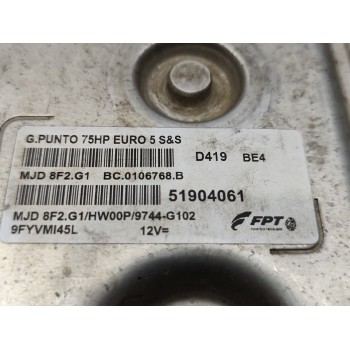 G.PUNTO 75HP EURO 5 S&S
D419 BE4
MJD 8F2.G1 BC.0106768.B
51904061
MJD 8F2.G1/HW00P/9744-G102
9FYVMI45L 12V=
FPT